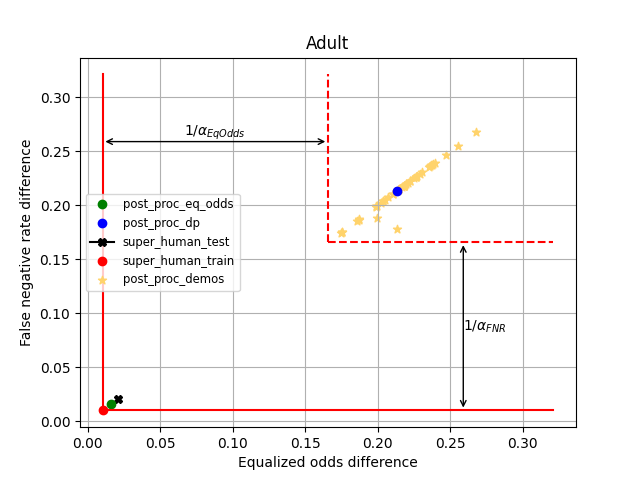 Adult
0.30
0.25
0.20
0.15
0.10
0.05
0.00
False negative rate difference
1/α_EqOdds
1/α_FNR
post_proc_eq_odds
post_proc_dp
super_human_test
super_human_train
post_proc_demos
0.00 0.05 0.10 0.15 0.20 0.25 0.30
Equalized odds difference